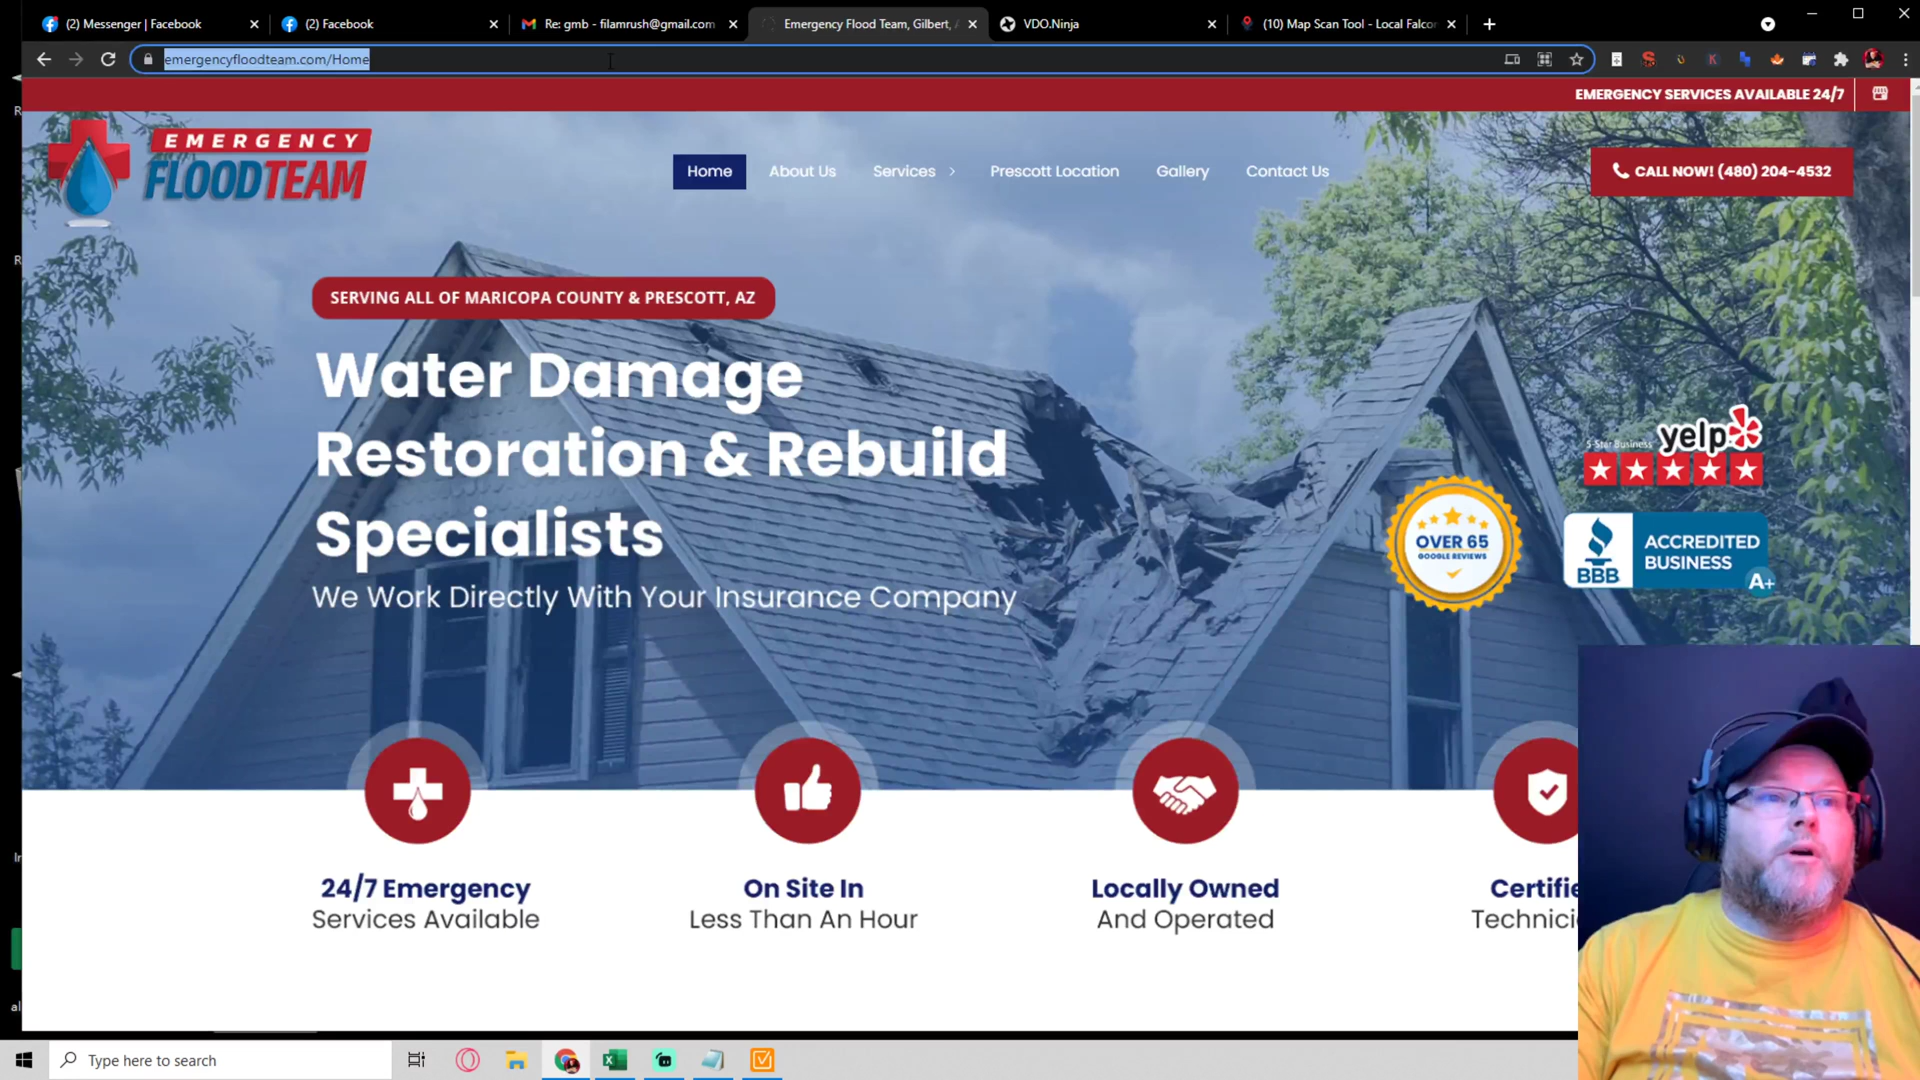 (2) Messenger | Facebook
(2) Facebook
Re: gmb - filamrush@gmail.com
Emergency Flood Team, Gilbert,
VDO.Ninja
(10) Map Scan Tool - Local Falcon
emergencyfloodteam.com/Home
EMERGENCY SERVICES AVAILABLE 24/7
EMERGENCY
FLOODTEAM
Home
About Us
Services
Prescott Location
Gallery
Contact Us
CALL NOW! (480) 204-4532
SERVING ALL OF MARICOPA COUNTY & PRESCOTT, AZ
Water Damage
Restoration & Rebuild
Specialists
We Work Directly With Your Insurance Company
OVER 65
GOOGLE REVIEWS
5-Star Business
yelp
BBB
ACCREDITED
BUSINESS
A+
24/7 Emergency
Services Available
On Site In
Less Than An Hour
Locally Owned
And Operated
Certifie
Technici
Type here to search